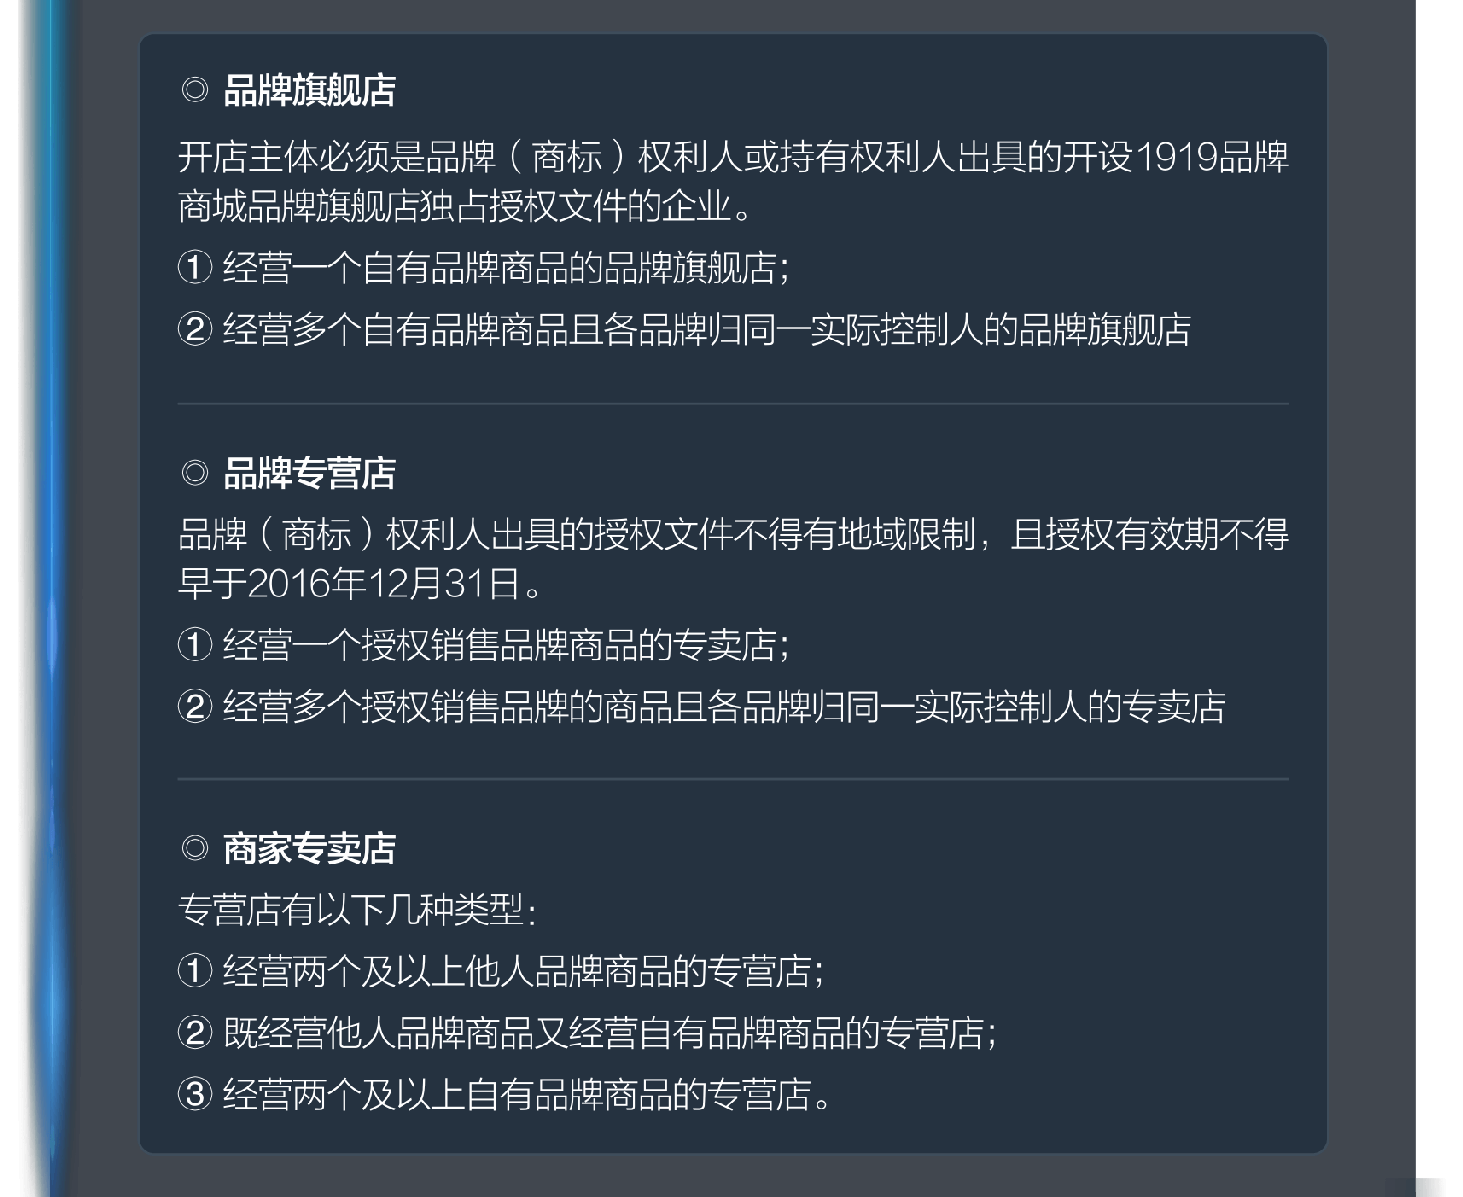 ◎ 品牌旗舰店
开店主体必须是品牌（商标）权利人或持有权利人出具的开设1919品牌
商城品牌旗舰店独占授权文件的企业。
① 经营一个自有品牌商品的品牌旗舰店；
② 经营多个自有品牌商品且各品牌归同一实际控制人的品牌旗舰店
◎ 品牌专营店
品牌（商标）权利人出具的授权文件不得有地域限制，且授权有效期不得
早于2016年12月31日。
① 经营一个授权销售品牌商品的专卖店；
② 经营多个授权销售品牌的商品且各品牌归同一实际控制人的专卖店
◎ 商家专卖店
专营店有以下几种类型：
① 经营两个及以上他人品牌商品的专营店；
② 既经营他人品牌商品又经营自有品牌商品的专营店；
③ 经营两个及以上自有品牌商品的专营店。